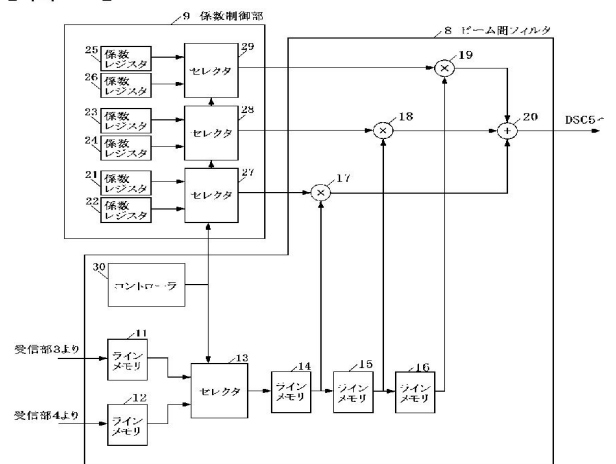 9 係数制御部
8 ビーム間フィルタ
25
係数
レジスタ
26
係数
レジスタ
29
セレクタ
19
×
23
係数
レジスタ
24
係数
レジスタ
28
セレクタ
18
×
20
+
DSC5へ
21
係数
レジスタ
22
係数
レジスタ
27
セレクタ
17
×
30
コントローラ
受信部3より
11
ライン
メモリ
13
セレクタ
14
ライン
メモリ
15
ライン
メモリ
16
ライン
メモリ
受信部4より
12
ライン
メモリ